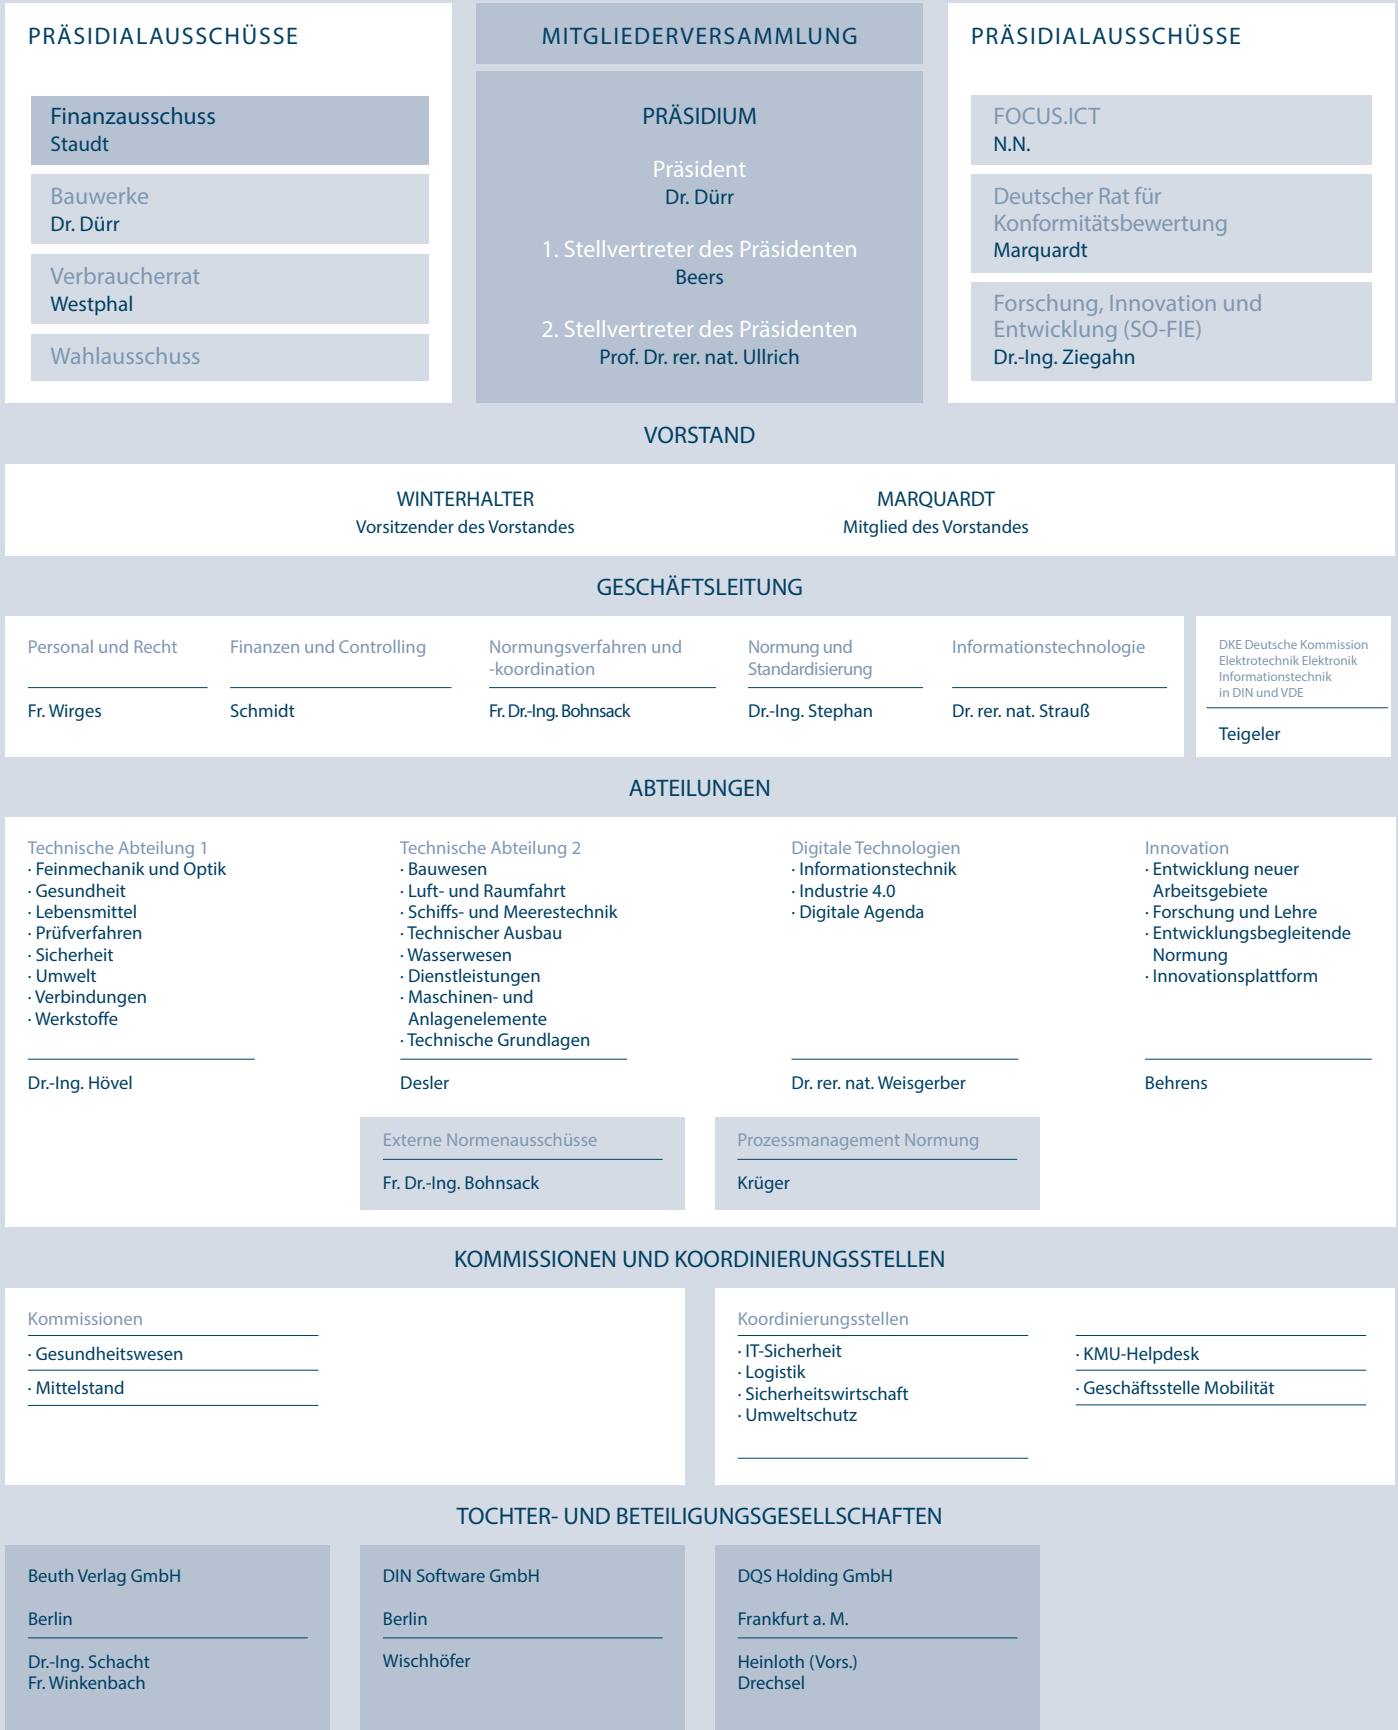 PRÄSIDIALAUSSCHÜSSE
Finanzausschuss
Staudt
Bauwerke
Dr. Dürr
Verbraucherrat
Westphal
Wahlausschuss
MITGLIEDERVERSAMMLUNG
PRÄSIDIUM
Präsident
Dr. Dürr
1. Stellvertreter des Präsidenten
Beers
2. Stellvertreter des Präsidenten
Prof. Dr. rer. nat. Ullrich
PRÄSIDIALAUSSCHÜSSE
FOCUS.ICT
N.N.
Deutscher Rat für
Konformitätsbewertung
Marquardt
Forschung, Innovation und
Entwicklung (SO-FIE)
Dr.-Ing. Ziegahn
VORSTAND
WINTERHALTER
Vorsitzender des Vorstandes
MARQUARDT
Mitglied des Vorstandes
GESCHÄFTSLEITUNG
Personal und Recht
Fr. Wirges
Finanzen und Controlling
Schmidt
Normungsverfahren und
-koordination
Fr. Dr.-Ing. Bohnsack
Normung und
Standardisierung
Dr.-Ing. Stephan
Informationstechnologie
Dr. rer. nat. Strauß
DKE Deutsche Kommission
Elektrotechnik Elektronik
Informationstechnik
in DIN und VDE
Teigeler
ABTEILUNGEN
Technische Abteilung 1
· Feinmechanik und Optik
· Gesundheit
· Lebensmittel
· Prüfverfahren
· Sicherheit
· Umwelt
· Verbindungen
· Werkstoffe
Dr.-Ing. Hövel
Technische Abteilung 2
· Bauwesen
· Luft- und Raumfahrt
· Schiffs- und Meerestechnik
· Technischer Ausbau
· Wasserwesen
· Dienstleistungen
· Maschinen- und
Anlagenelemente
· Technische Grundlagen
Desler
Digitale Technologien
· Informationstechnik
· Industrie 4.0
· Digitale Agenda
Dr. rer. nat. Weisgerber
Innovation
· Entwicklung neuer
Arbeitsgebiete
· Forschung und Lehre
· Entwicklungsbegleitende
Normung
· Innovationsplattform
Behrens
Externe Normenausschüsse
Fr. Dr.-Ing. Bohnsack
Prozessmanagement Normung
Krüger
KOMMISSIONEN UND KOORDINIERUNGSSTELLEN
Kommissionen
· Gesundheitswesen
· Mittelstand
Koordinierungsstellen
· IT-Sicherheit
· Logistik
· Sicherheitswirtschaft
· Umweltschutz
· KMU-Helpdesk
· Geschäftsstelle Mobilität
TOCHTER- UND BETEILIGUNGSGESELLSCHAFTEN
Beuth Verlag GmbH
Berlin
Dr.-Ing. Schacht
Fr. Winkenbach
DIN Software GmbH
Berlin
Wischhöfer
DQS Holding GmbH
Frankfurt a. M.
Heinloth (Vors.)
Drechsel